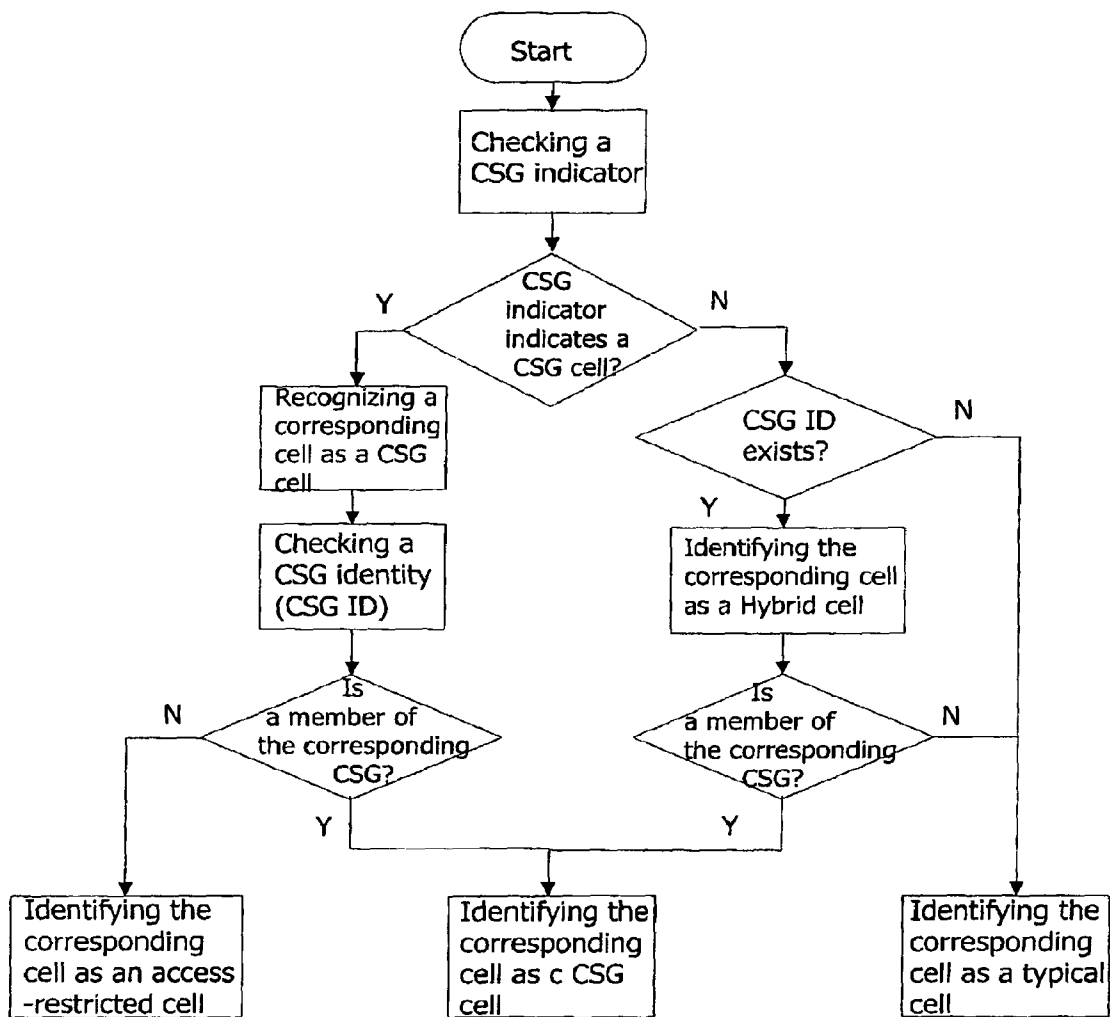 Start
Checking a
CSG indicator
CSG
indicator
indicates a
CSG cell?
Y
N
Recognizing a
corresponding
cell as a CSG
cell
CSG ID
exists?
N
Y
Checking a
CSG identity
(CSG ID)
Identifying the
corresponding cell
as a Hybrid cell
Is
a member of
the corresponding
CSG?
N
Y
Is
a member of
the corresponding
CSG?
N
Y
Identifying the
corresponding
cell as an access
-restricted cell
Identifying the
corresponding
cell as c CSG
cell
Identifying the
corresponding
cell as a typical
cell